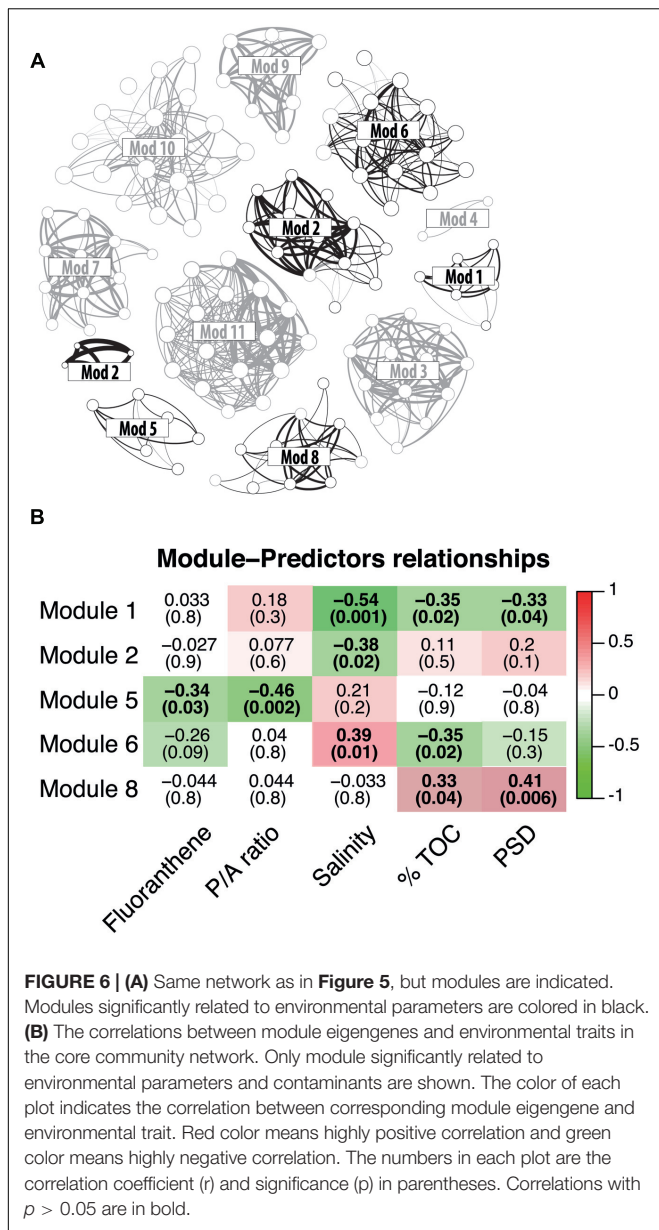 A
Mod 9
Mod 10
Mod 6
Mod 4
Mod 2
Mod 1
Mod 7
Mod 11
Mod 3
Mod 2
Mod 5
Mod 8
B
Module–Predictors relationships
Module 1
0.033 0.18 −0.54 −0.35 −0.33
(0.8) (0.3) (0.001) (0.02) (0.04)
Module 2
−0.027 0.077 −0.38 0.11 0.2
(0.9) (0.6) (0.02) (0.5) (0.1)
Module 5
−0.34 −0.46 0.21 −0.12 −0.04
(0.03) (0.002) (0.2) (0.9) (0.8)
Module 6
−0.26 0.04 0.39 −0.35 −0.15
(0.09) (0.8) (0.01) (0.02) (0.3)
Module 8
−0.044 0.044 −0.033 0.33 0.41
(0.8) (0.8) (0.8) (0.04) (0.006)
1
0.5
0
-0.5
-1
Fluoranthene
P/A ratio
Salinity
% TOC
PSD
FIGURE 6 | (A) Same network as in Figure 5, but modules are indicated.
Modules significantly related to environmental parameters are colored in black.
(B) The correlations between module eigengenes and environmental traits in
the core community network. Only module significantly related to
environmental parameters and contaminants are shown. The color of each
plot indicates the correlation between corresponding module eigengene and
environmental trait. Red color means highly positive correlation and green
color means highly negative correlation. The numbers in each plot are the
correlation coefficient (r) and significance (p) in parentheses. Correlations with
p > 0.05 are in bold.